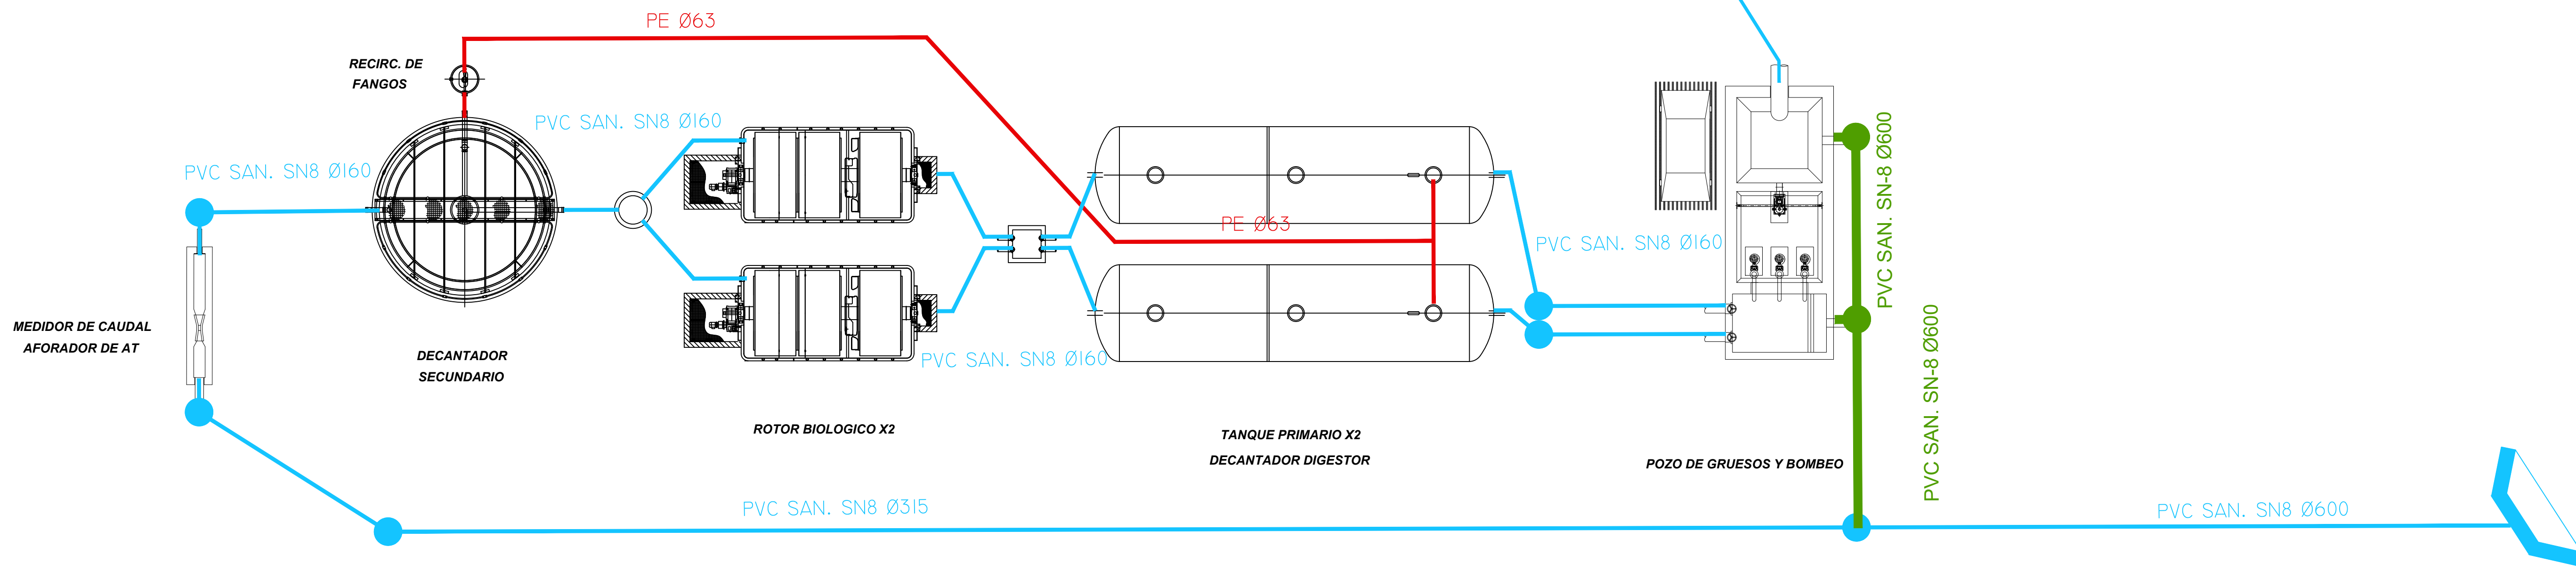 PE Ø63
RECIRC. DE
FANGOS
PVC SAN. SN8 Ø160
PVC SAN. SN8 Ø160
PE Ø63
PVC SAN. SN8 Ø160
PVC SAN. SN-8 Ø600
PVC SAN. SN-8 Ø600
MEDIDOR DE CAUDAL
AFORADOR DE AT
DECANTADOR
SECUNDARIO
PVC SAN. SN8 Ø160
ROTOR BIOLOGICO X2
TANQUE PRIMARIO X2
DECANTADOR DIGESTOR
POZO DE GRUESOS Y BOMBEO
PVC SAN. SN8 Ø315
PVC SAN. SN8 Ø600